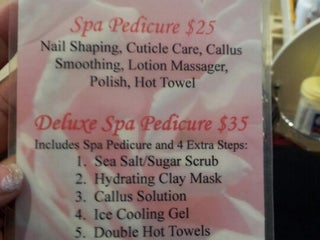 Spa Pedicure $25
Nail Shaping, Cuticle Care, Callus
Smoothing, Lotion Massager,
Polish, Hot Towel
Deluxe Spa Pedicure $35
Includes Spa Pedicure and 4 Extra Steps:
1. Sea Salt/Sugar Scrub
2. Hydrating Clay Mask
3. Callus Solution
4. Ice Cooling Gel
5. Double Hot Towels